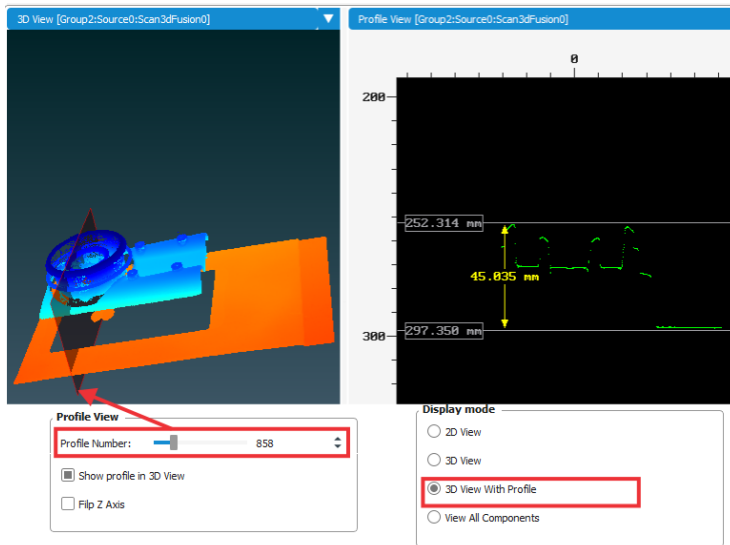 3D View [Group2:Source0:Scan3dFusion0]
Profile View [Group2:Source0:Scan3dFusion0]
0
200
252.314 mm
45.035 mm
297.350 mm
300
Profile View
Profile Number: 858
Show profile in 3D View
Filp Z Axis
Display mode
2D View
3D View
3D View With Profile
View All Components